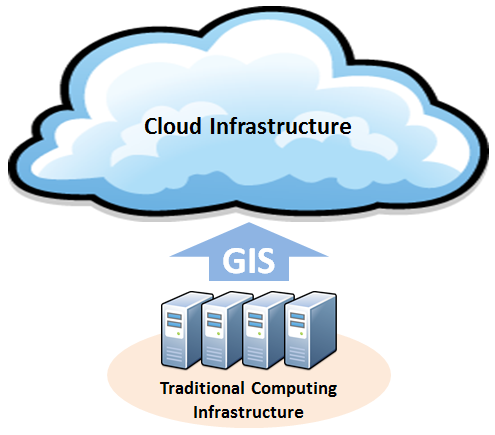 Cloud Infrastructure
GIS
Traditional Computing
Infrastructure